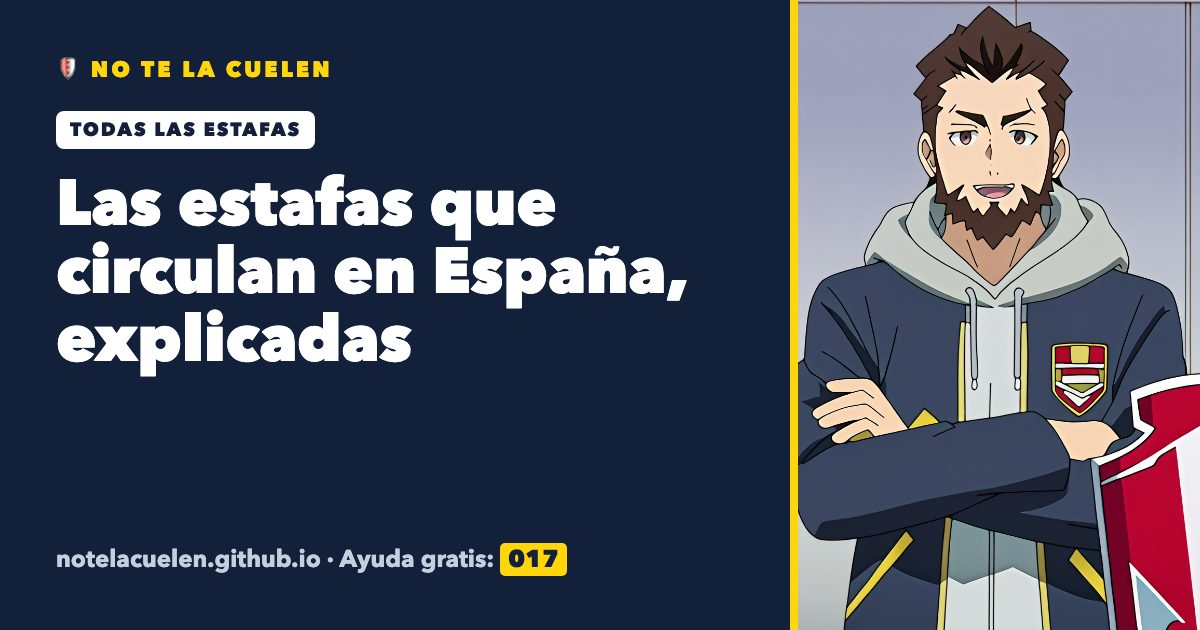 NO TE LA CUELEN
TODAS LAS ESTAFAS
Las estafas que
circulan en España,
explicadas
notelacuelen.github.io · Ayuda gratis: 017